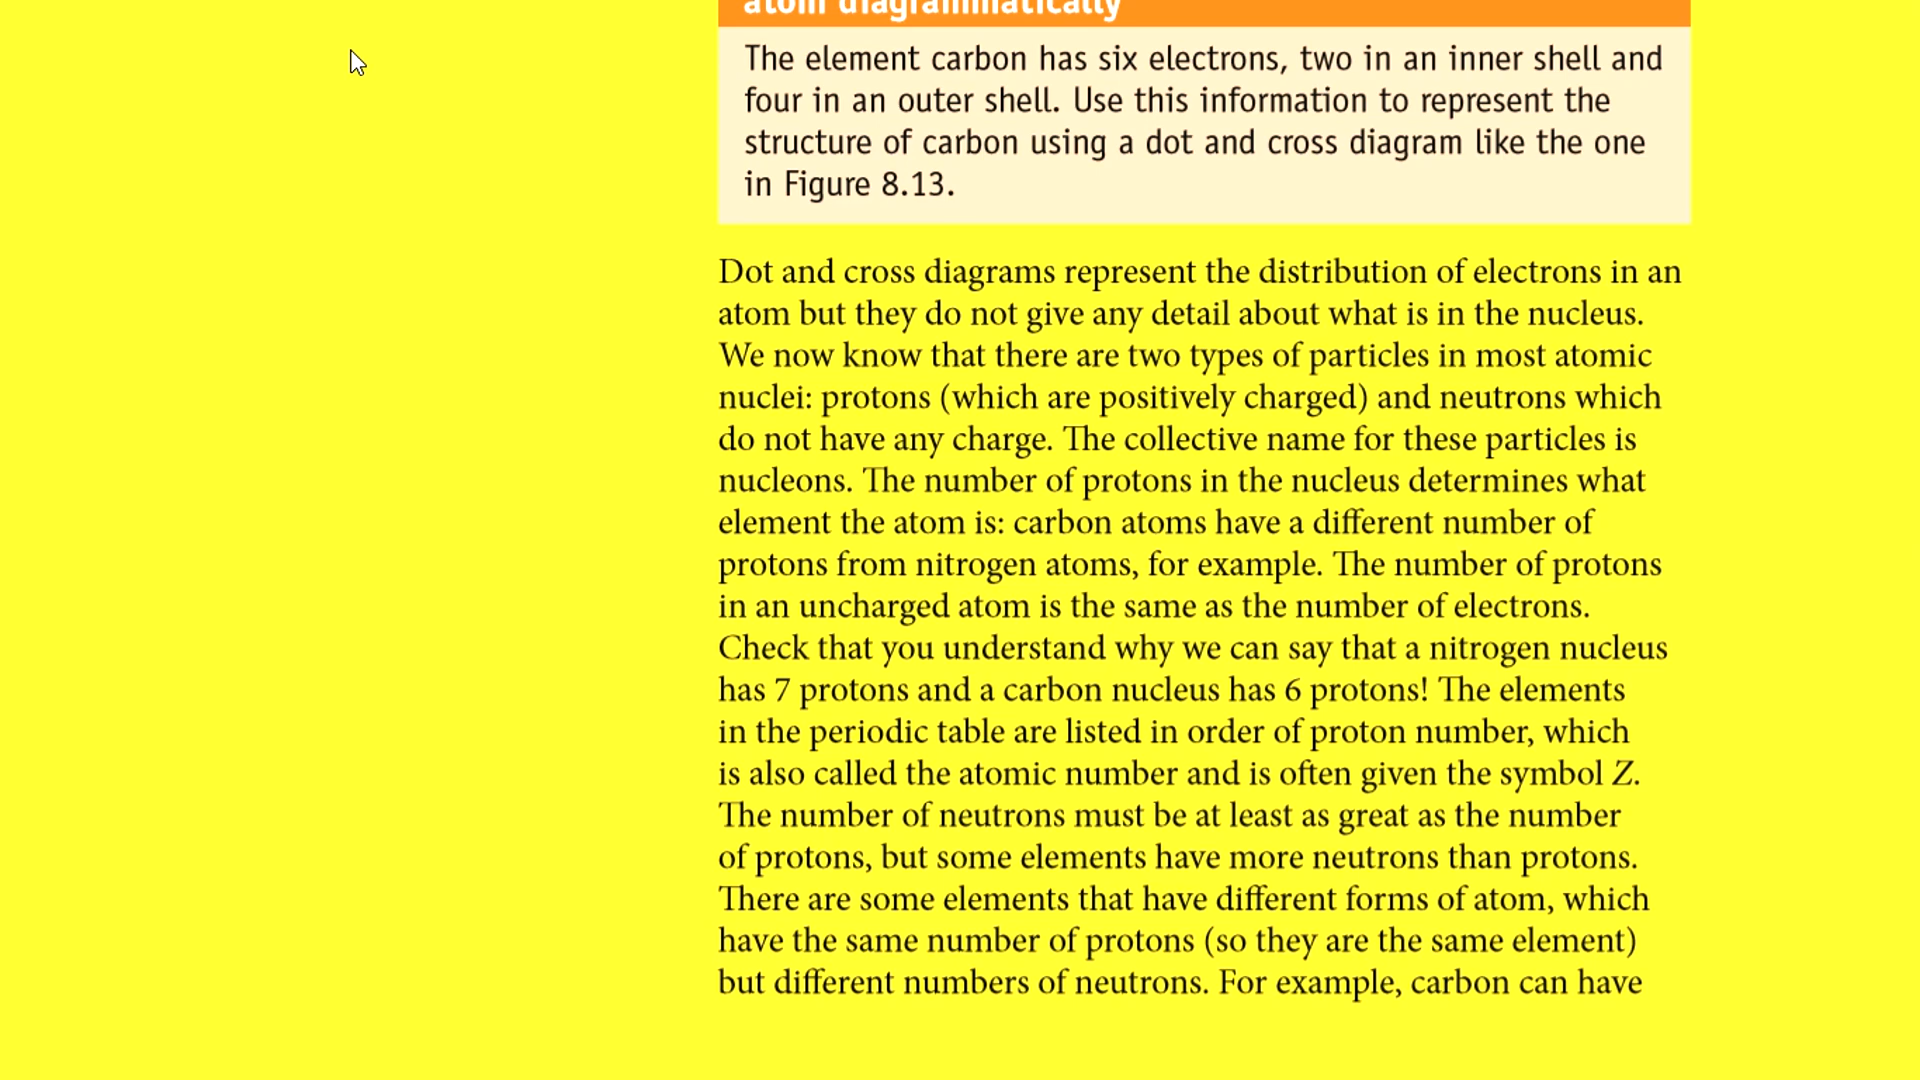 atom diagrammatically
The element carbon has six electrons, two in an inner shell and
four in an outer shell. Use this information to represent the
structure of carbon using a dot and cross diagram like the one
in Figure 8.13.
Dot and cross diagrams represent the distribution of electrons in an
atom but they do not give any detail about what is in the nucleus.
We now know that there are two types of particles in most atomic
nuclei: protons (which are positively charged) and neutrons which
do not have any charge. The collective name for these particles is
nucleons. The number of protons in the nucleus determines what
element the atom is: carbon atoms have a different number of
protons from nitrogen atoms, for example. The number of protons
in an uncharged atom is the same as the number of electrons.
Check that you understand why we can say that a nitrogen nucleus
has 7 protons and a carbon nucleus has 6 protons! The elements
in the periodic table are listed in order of proton number, which
is also called the atomic number and is often given the symbol Z.
The number of neutrons must be at least as great as the number
of protons, but some elements have more neutrons than protons.
There are some elements that have different forms of atom, which
have the same number of protons (so they are the same element)
but different numbers of neutrons. For example, carbon can have